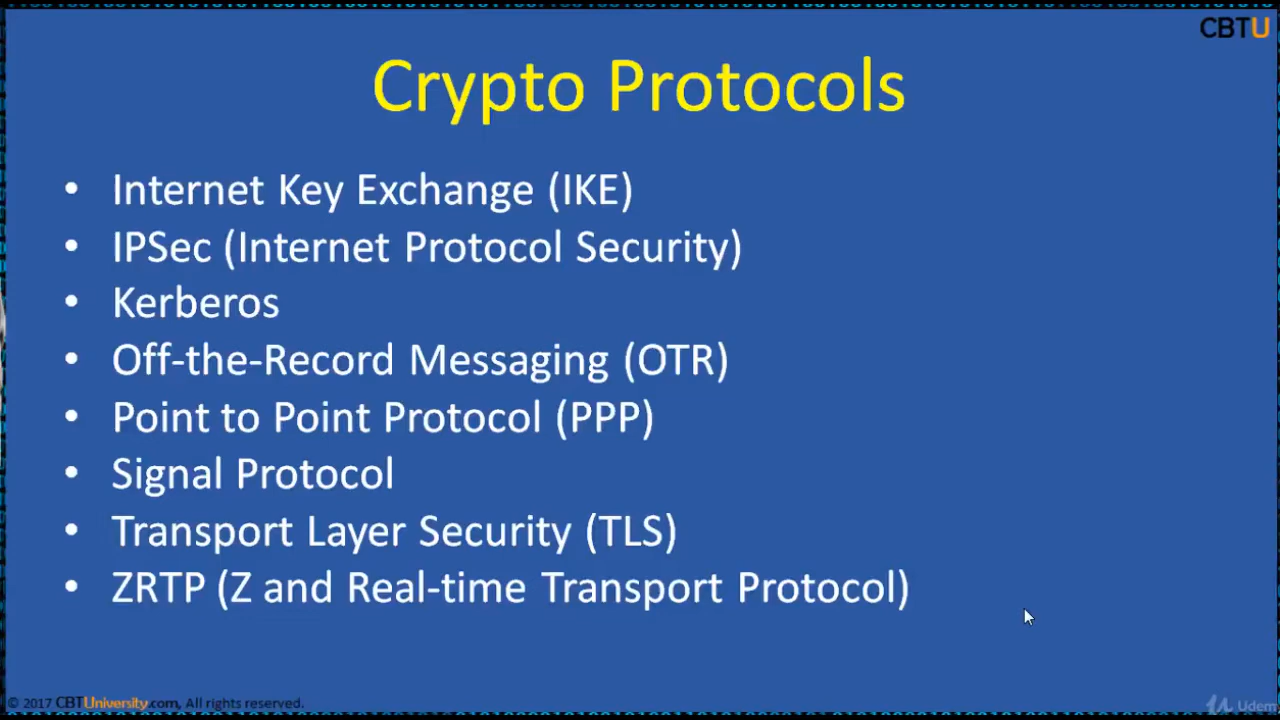 CBTU
Crypto Protocols
• Internet Key Exchange (IKE)
• IPSec (Internet Protocol Security)
• Kerberos
• Off-the-Record Messaging (OTR)
• Point to Point Protocol (PPP)
• Signal Protocol
• Transport Layer Security (TLS)
• ZRTP (Z and Real-time Transport Protocol)
© 2017 CBTUniversity.com, All rights reserved.
Udem